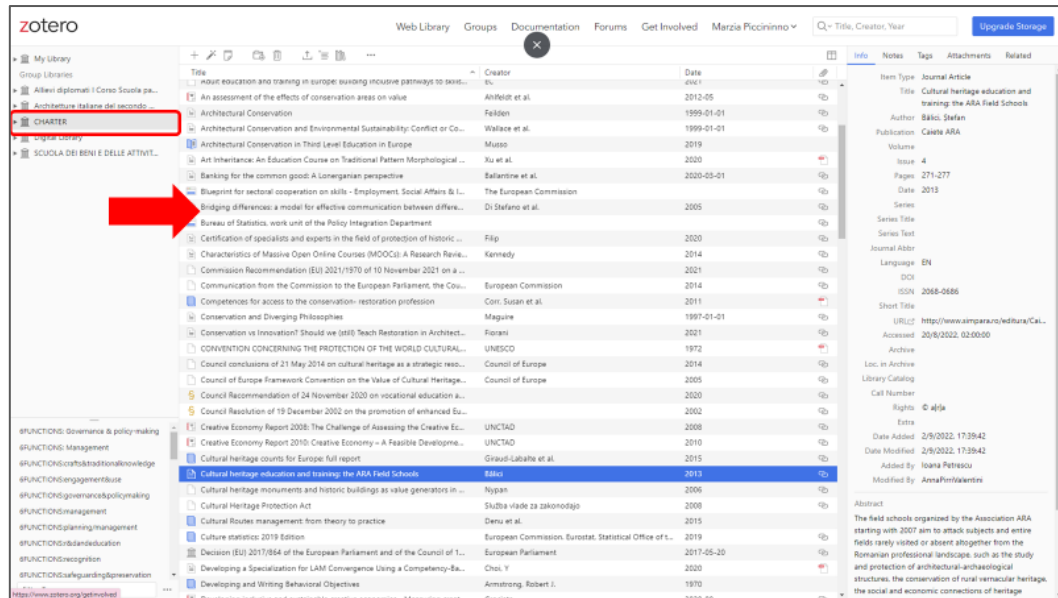 zotero
Web Library Groups Documentation Forums Get Involved Marzia Piccininno Title, Creator, Year Upgrade Storage
My Library
Group Libraries
Allievi diplomati I Corso Scuola pa...
Architetture italiane del secondo ...
CHARTER
Digital Library
SCUOLA DEI BENI E DELLE ATTIVIT...
Title Creator Date
Adult education and training in Europe: building inclusive pathways to skills... EC 2021
An assessment of the effects of conservation areas on value Ahlfeldt et al. 2012-05
Architectural Conservation Feilden 1999-01-01
Architectural Conservation and Environmental Sustainability: Conflict or Co... Wallace et al. 1999-01-01
Architectural Conservation in Third Level Education in Europe Musso 2019
Art Inheritance: An Education Course on Traditional Pattern Morphological ... Xu et al. 2020
Banking for the common good: A Lonerganian perspective Ballantine et al. 2020-03-01
Blueprint for sectoral cooperation on skills - Employment, Social Affairs & I... The European Commission
Bridging differences: a model for effective communication between differe... Di Stefano et al. 2005
Bureau of Statistics, work unit of the Policy Integration Department
Certification of specialists and experts in the field of protection of historic ... Filip 2020
Characteristics of Massive Open Online Courses (MOOCs): A Research Revie... Kennedy 2014
Commission Recommendation (EU) 2021/1970 of 10 November 2021 on a ... 2021
Communication from the Commission to the European Parliament, the Cou... European Commission 2014
Competences for access to the conservation- restoration profession Corr. Susan et al. 2011
Conservation and Diverging Philosophies Maguire 1997-01-01
Conservation vs Innovation? Should we (still) Teach Restoration in Architect... Fiorani 2021
CONVENTION CONCERNING THE PROTECTION OF THE WORLD CULTURAL... UNESCO 1972
Council conclusions of 21 May 2014 on cultural heritage as a strategic reso... Council of Europe 2014
Council of Europe Framework Convention on the Value of Cultural Heritage... Council of Europe 2005
Council Recommendation of 24 November 2020 on vocational education a... 2020
Council Resolution of 19 December 2002 on the promotion of enhanced Eu... 2002
Creative Economy Report 2008: The Challenge of Assessing the Creative Ec... UNCTAD 2008
Creative Economy Report 2010: Creative Economy – A Feasible Developme... UNCTAD 2010
Cultural heritage counts for Europe: full report Giraud-Labalte et al. 2015
Cultural heritage education and training: the ARA Field Schools Bâlici 2013
Cultural heritage monuments and historic buildings as value generators in ... Nypan 2006
Cultural Heritage Protection Act Služba vlade za zakonodajo 2008
Cultural Routes management: from theory to practice Denu et al. 2015
Culture statistics: 2019 Edition European Commission. Eurostat. Statistical Office of t... 2019
Decision (EU) 2017/864 of the European Parliament and of the Council of 1... European Parliament 2017-05-20
Developing a Specialization for LAM Convergence Using a Competency-Ba... Choi, Y 2020
Developing and Writing Behavioral Objectives Armstrong, Robert J. 1970
6FUNCTIONS: Governance & policy-making
6FUNCTIONS: Management
6FUNCTIONS:crafts&traditionalknowledge
6FUNCTIONS:engagement&use
6FUNCTIONS:governance&policymaking
6FUNCTIONS:management
6FUNCTIONS:planning/management
6FUNCTIONS:r&dandeducation
6FUNCTIONS:recognition
6FUNCTIONS:safeguarding&preservation
https://www.zotero.org/getinvolved
Info Notes Tags Attachments Related
Item Type Journal Article
Title Cultural heritage education and
training: the ARA Field Schools
Author Bâlici, Stefan
Publication Caiete ARA
Volume
Issue 4
Pages 271-277
Date 2013
Series
Series Title
Series Text
Journal Abbr
Language EN
DOI
ISSN 2068-0686
Short Title
URL http://www.simpara.ro/editura/Cai...
Accessed 20/8/2022, 02:00:00
Archive
Loc. in Archive
Library Catalog
Call Number
Rights © a|r|a
Extra
Date Added 2/9/2022, 17:39:42
Date Modified 2/9/2022, 17:39:42
Added By Ioana Petrescu
Modified By AnnaPirriValentini
Abstract
The field schools organized by the Association ARA
starting with 2007 aim to attack subjects and entire
fields rarely visited or absent altogether from the
Romanian professional landscape, such as the study
and protection of architectural-archaeological
structures, the conservation of rural vernacular heritage,
the social and economic connections of heritage